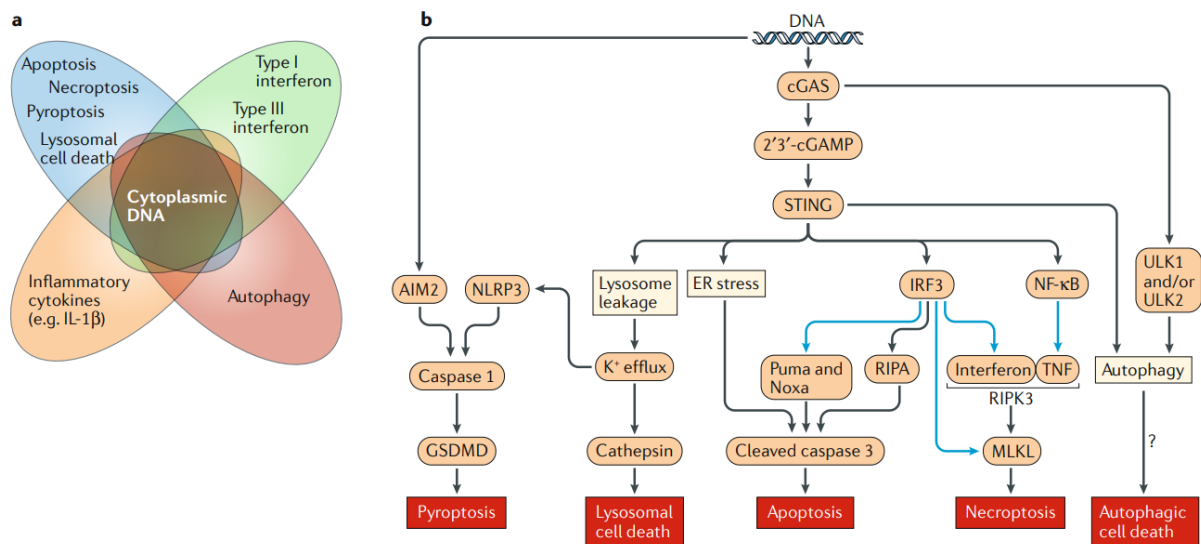 a
Apoptosis
Necroptosis
Pyroptosis
Lysosomal
cell death
Type I
interferon
Type III
interferon
Cytoplasmic
DNA
Inflammatory
cytokines
(e.g. IL-1β)
Autophagy
b
DNA
cGAS
2′3′-cGAMP
STING
AIM2
NLRP3
Lysosome
leakage
ER stress
IRF3
NF-κB
ULK1
and/or
ULK2
Caspase 1
K⁺ efflux
Puma and
Noxa
RIPA
Interferon
TNF
RIPK3
Autophagy
GSDMD
Cathepsin
Cleaved caspase 3
MLKL
?
Pyroptosis
Lysosomal
cell death
Apoptosis
Necroptosis
Autophagic
cell death